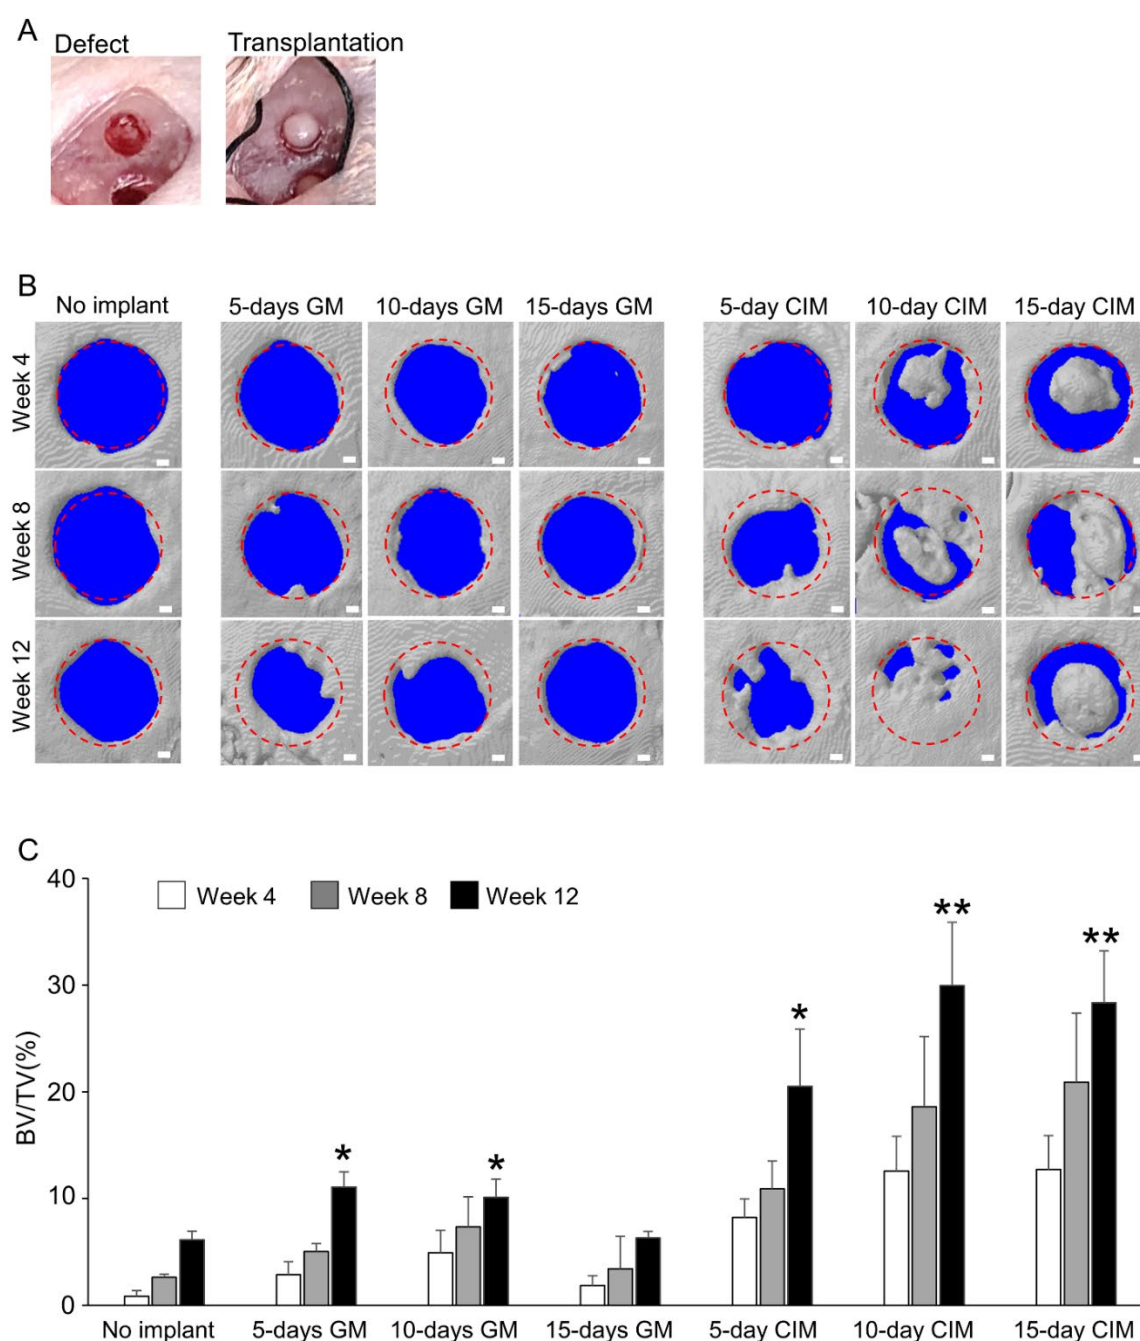 A
Defect Transplantation
B
No implant 5-days GM 10-days GM 15-days GM 5-day CIM 10-day CIM 15-day CIM
Week 4
Week 8
Week 12
C
40
Week 4 Week 8 Week 12
**
**
30
*
20
*
*
10
0
BV/TV(%)
No implant 5-days GM 10-days GM 15-days GM 5-day CIM 10-day CIM 15-day CIM